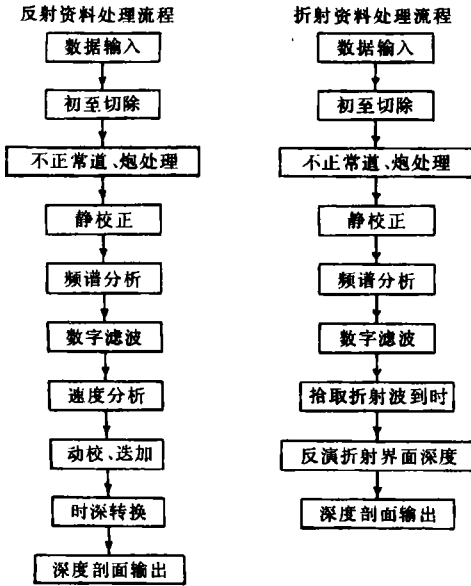 反射资料处理流程
数据输入
初至切除
不正常道、炮处理
静校正
频谱分析
数字滤波
速度分析
动校、迭加
时深转换
深度剖面输出
折射资料处理流程
数据输入
初至切除
不正常道、炮处理
静校正
频谱分析
数字滤波
拾取折射波到时
反演折射界面深度
深度剖面输出